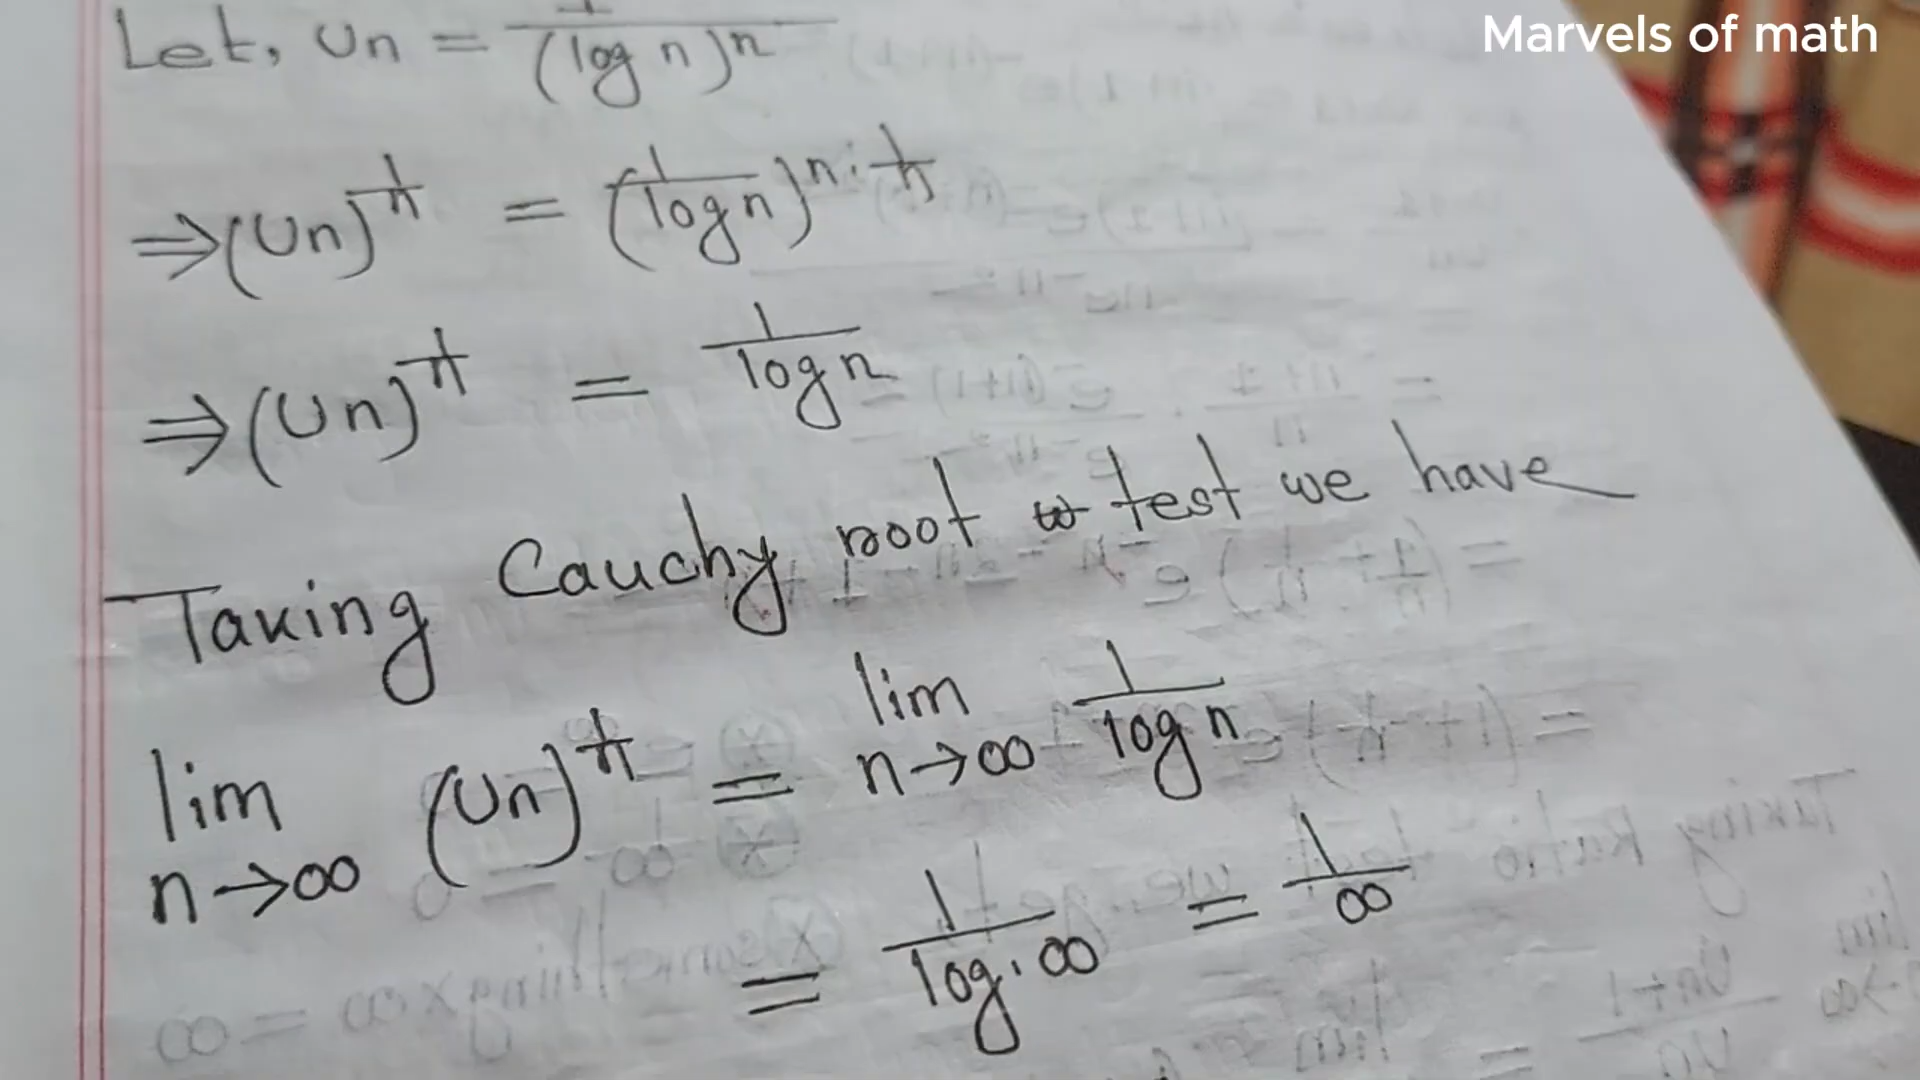 Marvels of math
Let, Un = 1/(log n)^n
⇒(Un)^1/n = (1/log n)^n·1/n
⇒(Un)^1/n = 1/log n
Taking Cauchy root test we have
lim n→∞ (Un)^1/n = lim n→∞ 1/log n
= 1/log·∞ = 1/∞